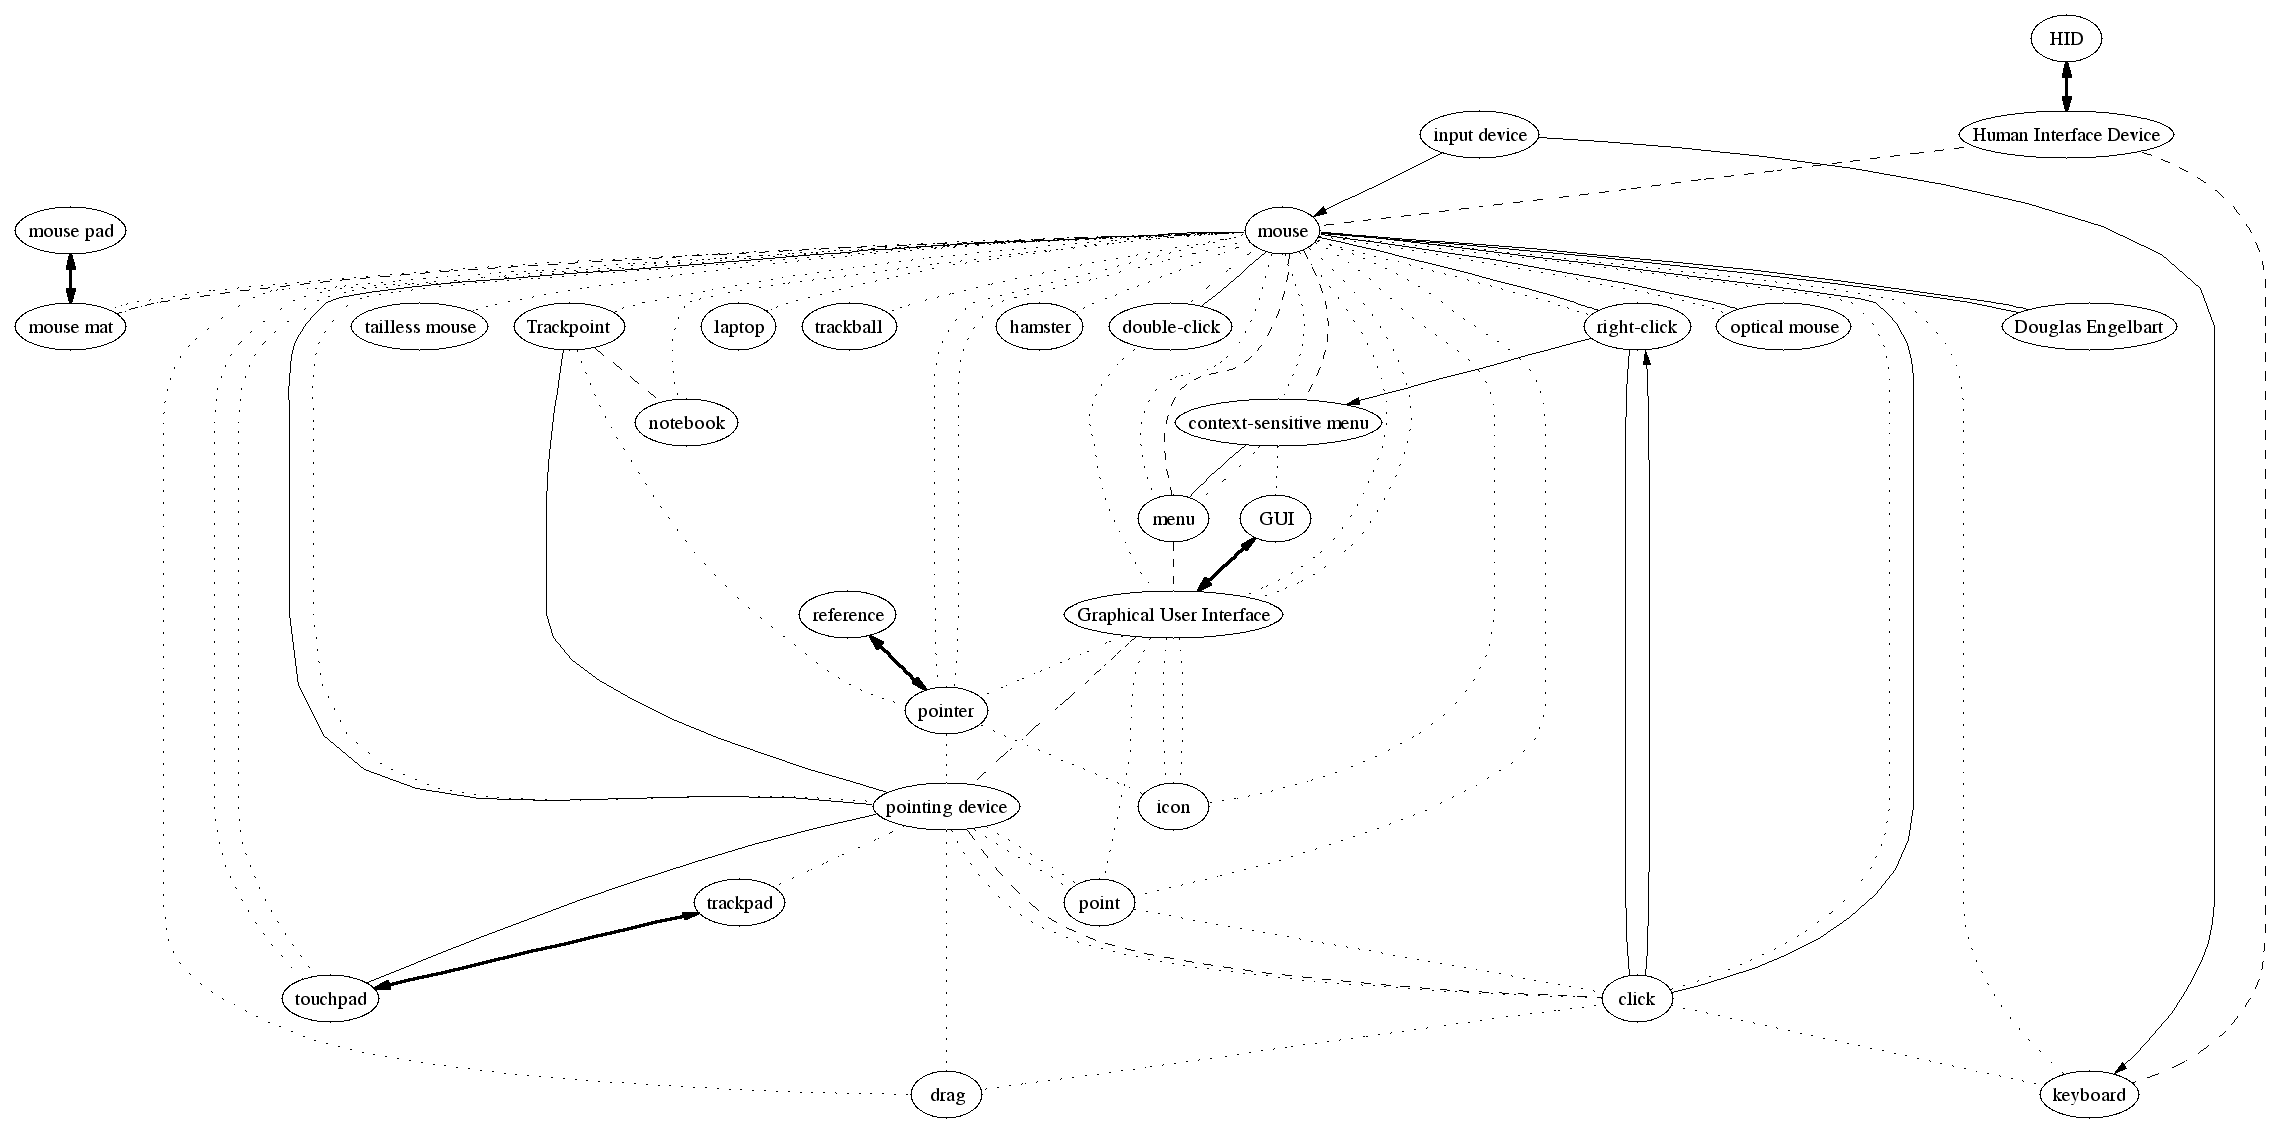 HID
input device
Human Interface Device
mouse pad
mouse
mouse mat
tailless mouse
Trackpoint
laptop
trackball
hamster
double-click
right-click
optical mouse
Douglas Engelbart
notebook
context-sensitive menu
menu
GUI
reference
Graphical User Interface
pointer
pointing device
icon
trackpad
point
touchpad
click
drag
keyboard